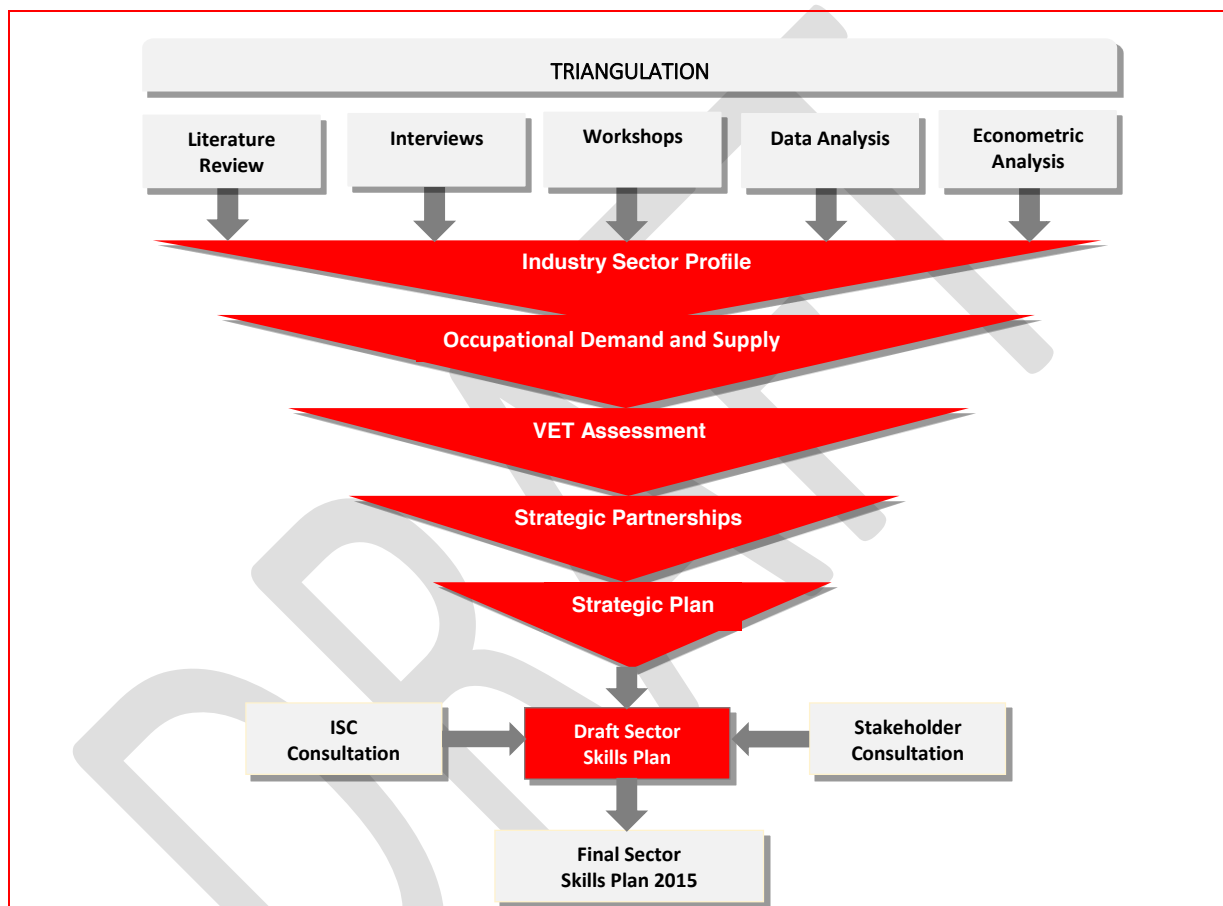 TRIANGULATION
Literature
Review
Interviews
Workshops
Data Analysis
Econometric
Analysis
Industry Sector Profile
Occupational Demand and Supply
VET Assessment
Strategic Partnerships
Strategic Plan
ISC
Consultation
Draft Sector
Skills Plan
Stakeholder
Consultation
Final Sector
Skills Plan 2015
DRAFT